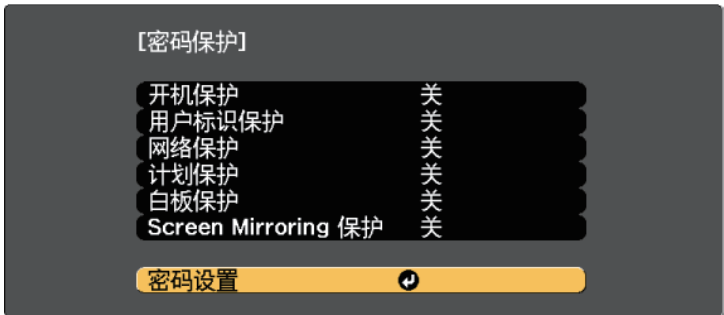 [密码保护]
开机保护 关
用户标识保护 关
网络保护 关
计划保护 关
白板保护 关
Screen Mirroring 保护 关
密码设置